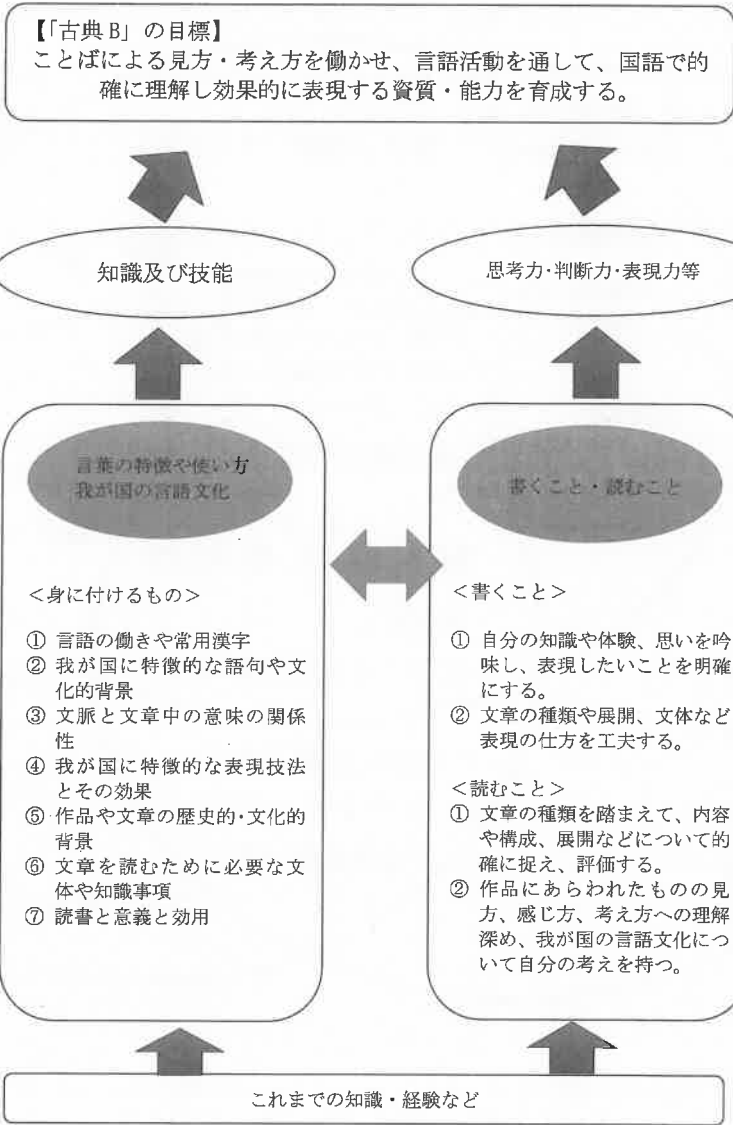 【「古典B」の目標】
ことばによる見方・考え方を働かせ、言語活動を通して、国語で的
確に理解し効果的に表現する資質・能力を育成する。
知識及び技能
思考力・判断力・表現力等
言葉の特徴や使い方
我が国の言語文化
<身に付けるもの>
① 言語の働きや常用漢字
② 我が国に特徴的な語句や文
化的背景
③ 文脈と文章中の意味の関係
性
④ 我が国に特徴的な表現技法
とその効果
⑤ 作品や文章の歴史的・文化的
背景
⑥ 文章を読むために必要な文
体や知識事項
⑦ 読書と意義と効用
書くこと・読むこと
<書くこと>
① 自分の知識や体験、思いを吟
味し、表現したいことを明確
にする。
② 文章の種類や展開、文体など
表現の仕方を工夫する。
<読むこと>
① 文章の種類を踏まえて、内容
や構成、展開などについて的
確に捉え、評価する。
② 作品にあらわれたものの見
方、感じ方、考え方への理解
深め、我が国の言語文化につ
いて自分の考えを持つ。
これまでの知識・経験など